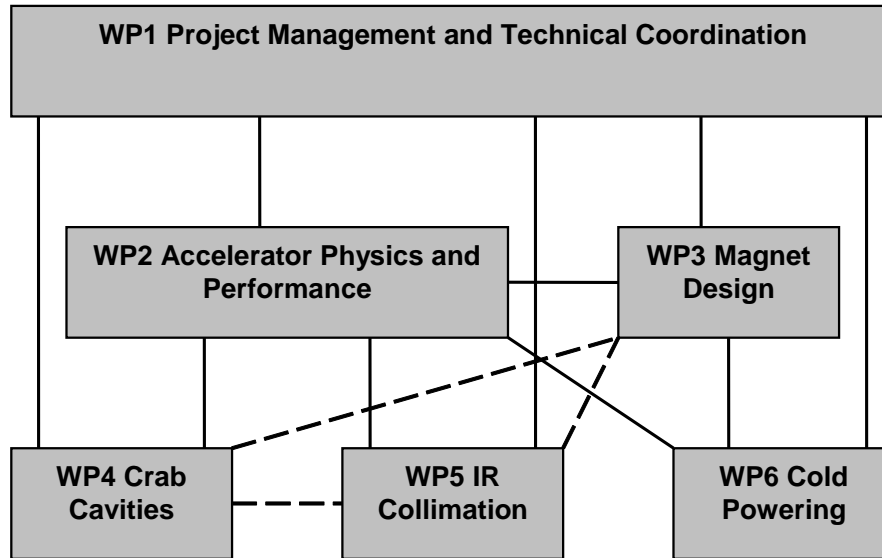 WP1 Project Management and Technical Coordination
WP2 Accelerator Physics and
Performance
WP3 Magnet
Design
WP4 Crab
Cavities
WP5 IR
Collimation
WP6 Cold
Powering